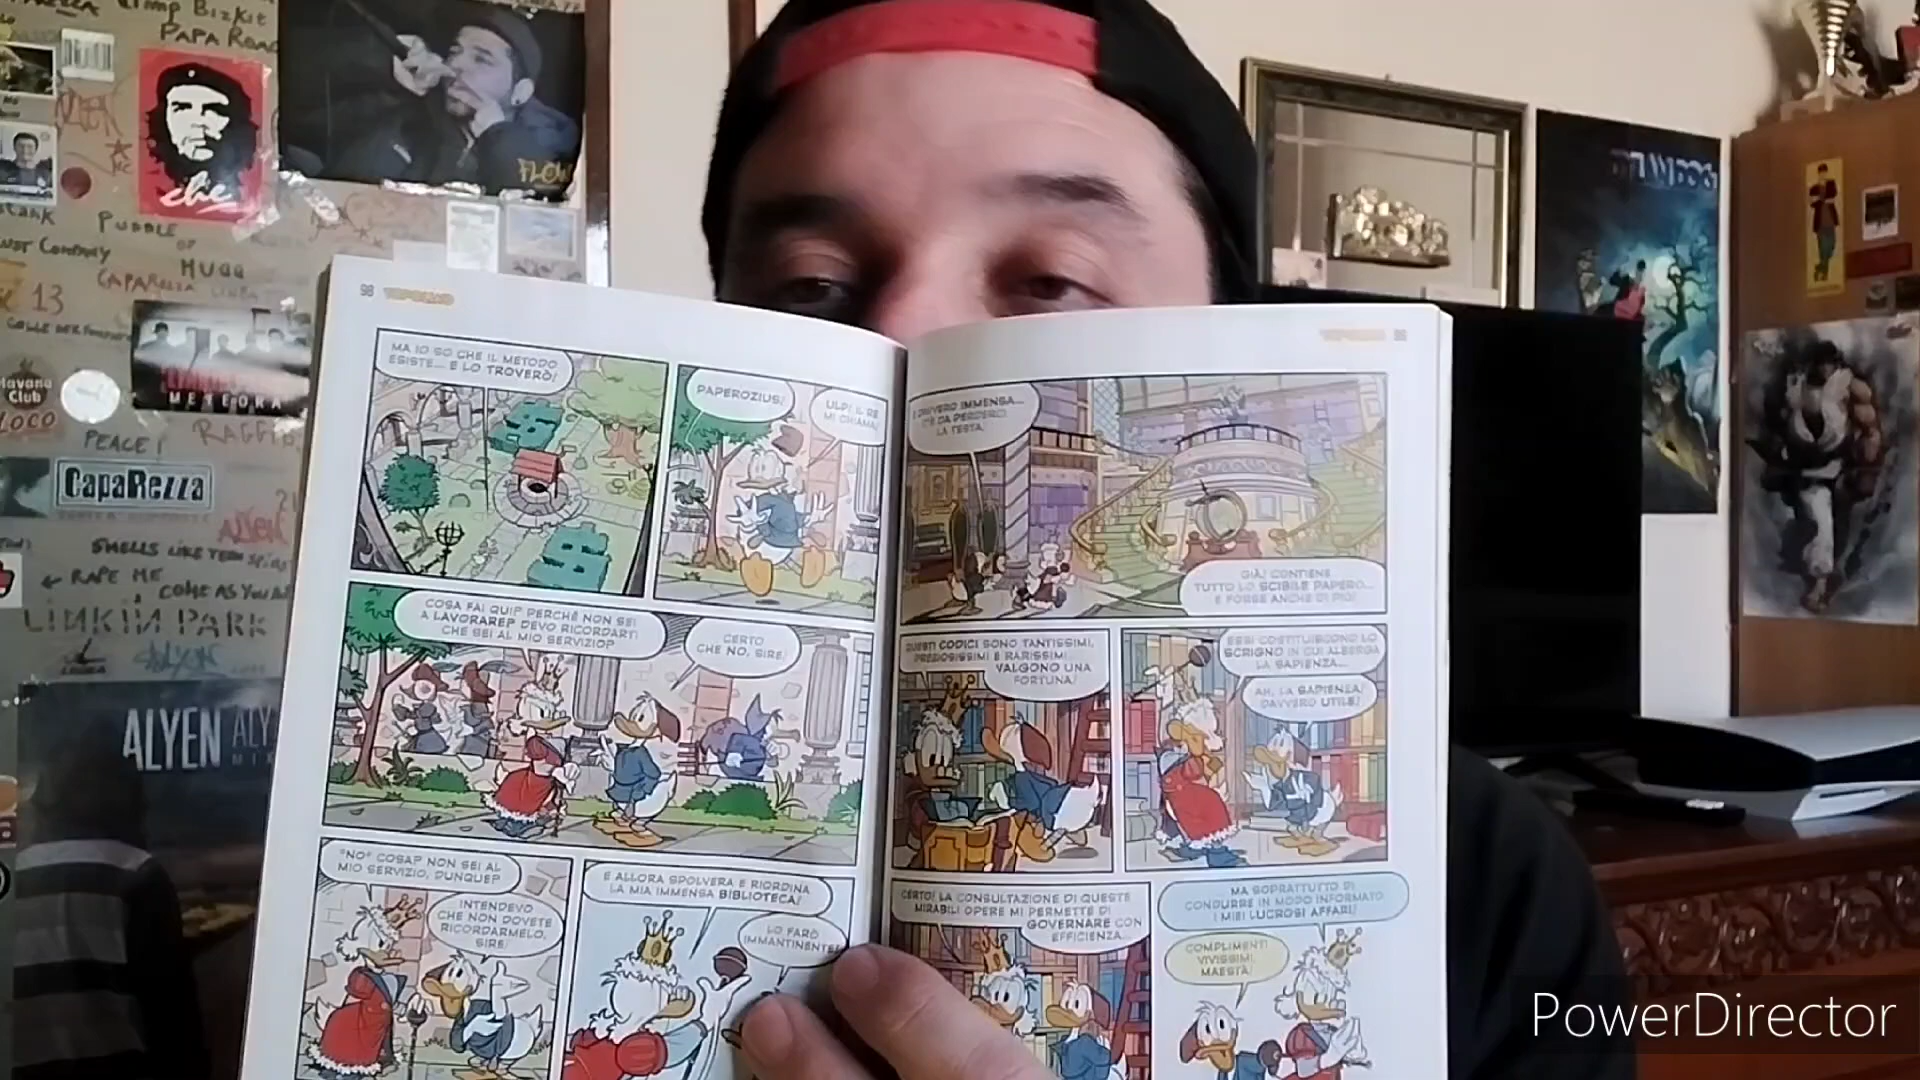 Limp Bizkit
PAPA ROACH
che
FLOW
PUDDLE
OF
MUDD
CAPAREZZA
13
LINKIN PARK
METEORA
Havana
Club
LOCO
PEACE!
CapaRezza
SMELLS LIKE TEEN SPIRIT
← RAPE ME
COME AS YOU ARE
LINKIN PARK
ALYEN
98 TOPOLINO
MA IO SO CHE IL METODO
ESISTE... E LO TROVERÒ!
PAPEROZIUS!
ULP! IL RE
MI CHIAMA!
COSA FAI QUI? PERCHÉ NON SEI
A LAVORARE? DEVO RICORDARTI
CHE SEI AL MIO SERVIZIO?
CERTO
CHE NO, SIRE!
"NO" COSA? NON SEI AL
MIO SERVIZIO, DUNQUE?
INTENDEVO
CHE NON DOVETE
RICORDARMELO,
SIRE!
E ALLORA SPOLVERA E RIORDINA
LA MIA IMMENSA BIBLIOTECA!
LO FARÒ
IMMANTINENTE!
TOPOLINO
È DAVVERO IMMENSA...
C'È DA PERDERCI
LA TESTA.
GIÀ! CONTIENE
TUTTO LO SCIBILE PAPERO...
E FORSE ANCHE DI PIÙ!
QUESTI CODICI SONO TANTISSIMI,
PREZIOSISSIMI E RARISSIMI...
VALGONO UNA
FORTUNA!
ESSI COSTITUISCONO LO
SCRIGNO IN CUI ALBERGA
LA SAPIENZA...
AH, LA SAPIENZA!
DAVVERO UTILE!
CERTO! LA CONSULTAZIONE DI QUESTE
MIRABILI OPERE MI PERMETTE DI
GOVERNARE CON
EFFICIENZA...
... MA SOPRATTUTTO DI
CONDURRE IN MODO INFORMATO
I MIEI LUCROSI AFFARI!
COMPLIMENTI
VIVISSIMI,
MAESTÀ!
DYLAN DOG
PowerDirector